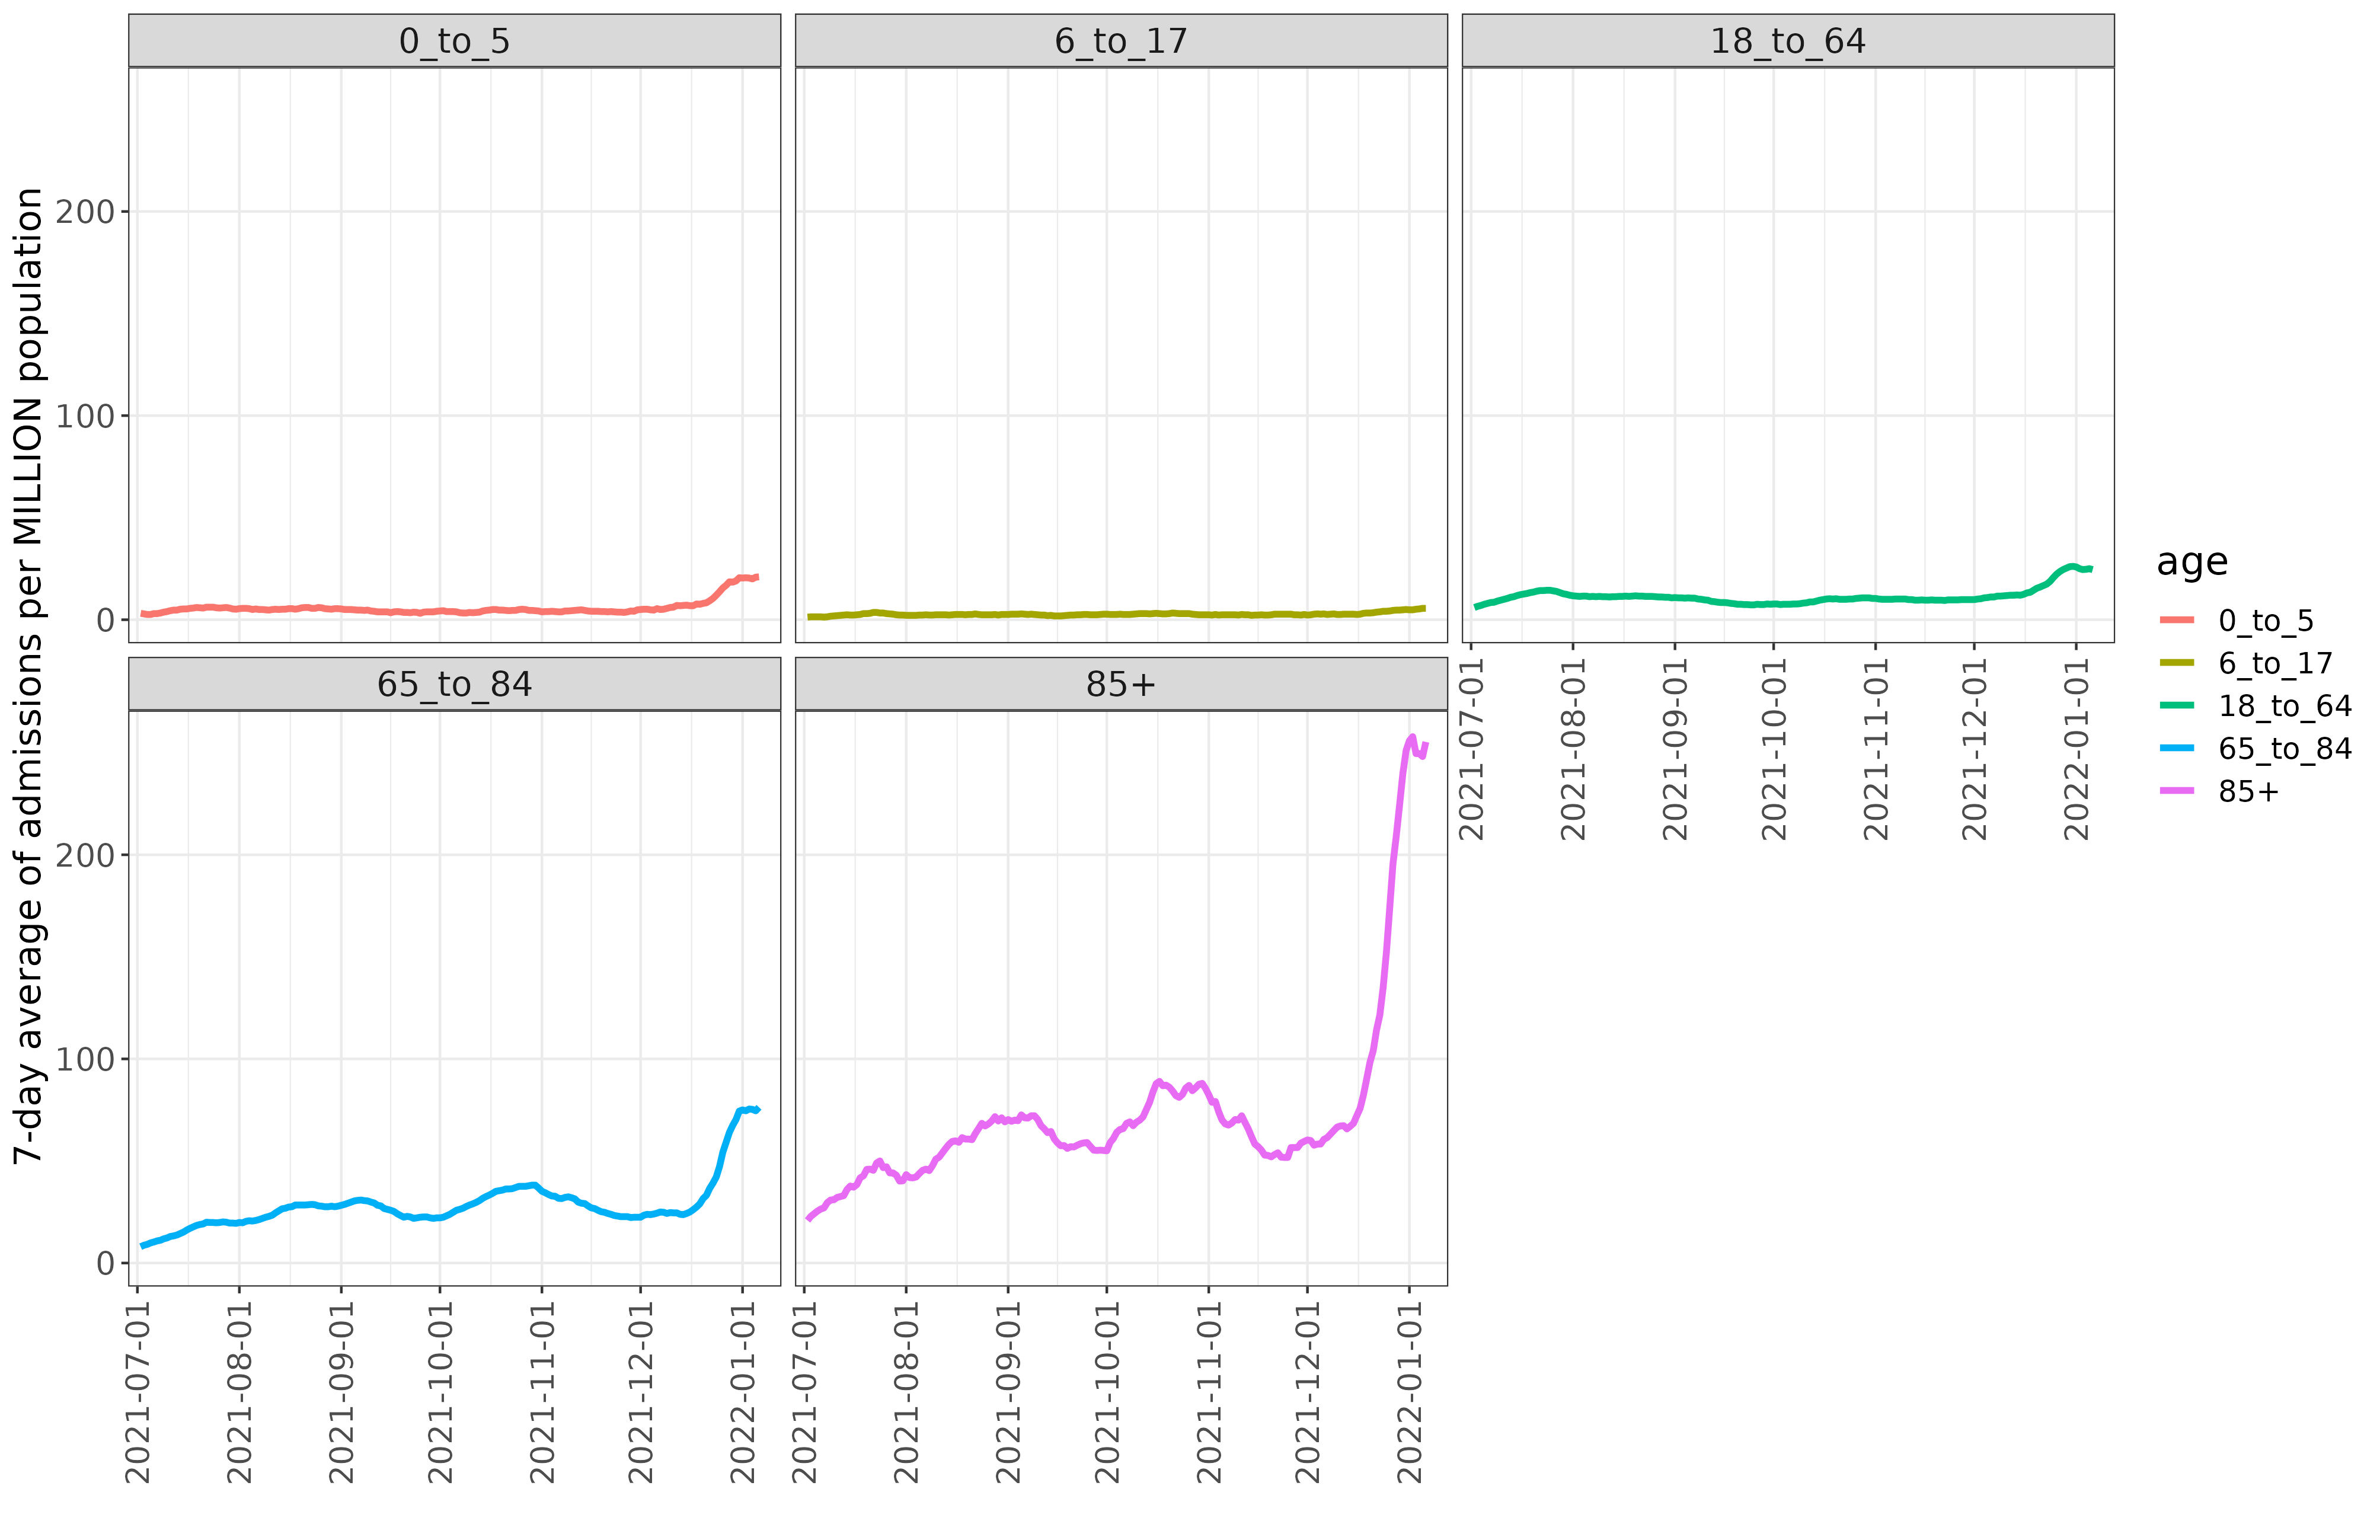 0_to_5
6_to_17
18_to_64
7-day average of admissions per MILLION population
200
100
0
2021-07-01
2021-08-01
2021-09-01
2021-10-01
2021-11-01
2021-12-01
2022-01-01
65_to_84
85+
200
100
0
2021-07-01
2021-08-01
2021-09-01
2021-10-01
2021-11-01
2021-12-01
2022-01-01
2021-07-01
2021-08-01
2021-09-01
2021-10-01
2021-11-01
2021-12-01
2022-01-01
age
0_to_5
6_to_17
18_to_64
65_to_84
85+